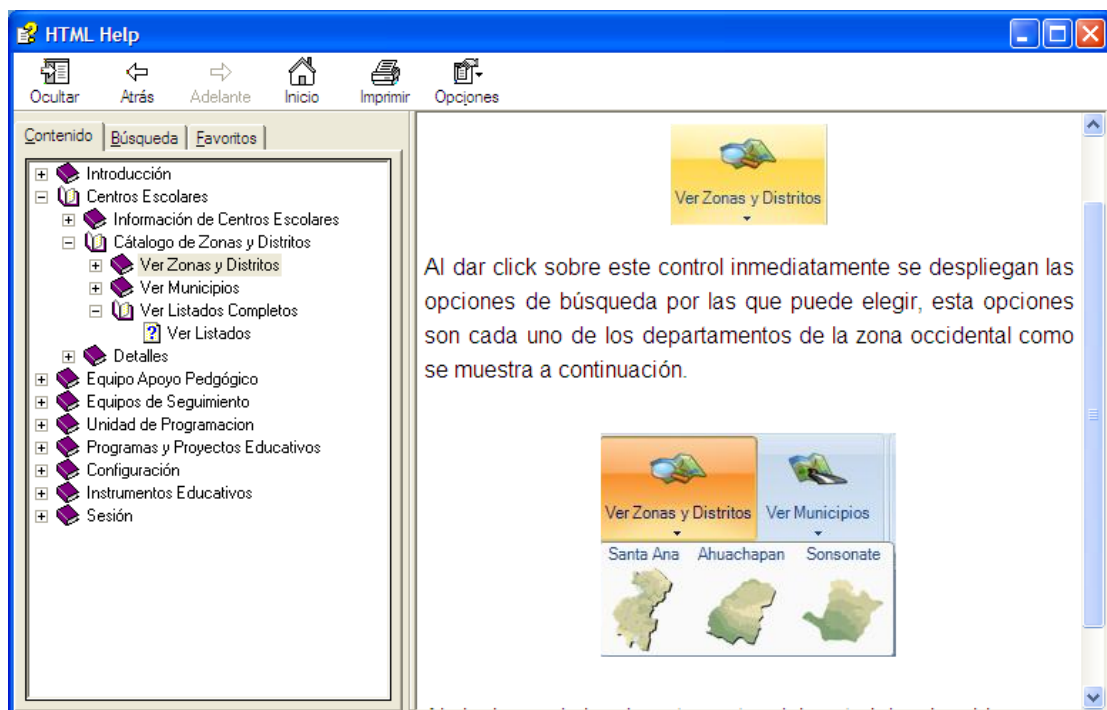 HTML Help
Ocultar Atrás Adelante Inicio Imprimir Opciones
Contenido Búsqueda Favoritos
Introducción
Centros Escolares
Información de Centros Escolares
Cátalogo de Zonas y Distritos
Ver Zonas y Distritos
Ver Municipios
Ver Listados Completos
Ver Listados
Detalles
Equipo Apoyo Pedgógico
Equipos de Seguimiento
Unidad de Programacion
Programas y Proyectos Educativos
Configuración
Instrumentos Educativos
Sesión
Ver Zonas y Distritos
Al dar click sobre este control inmediatamente se despliegan las
opciones de búsqueda por las que puede elegir, esta opciones
son cada uno de los departamentos de la zona occidental como
se muestra a continuación.
Ver Zonas y Distritos Ver Municipios
Santa Ana Ahuachapan Sonsonate